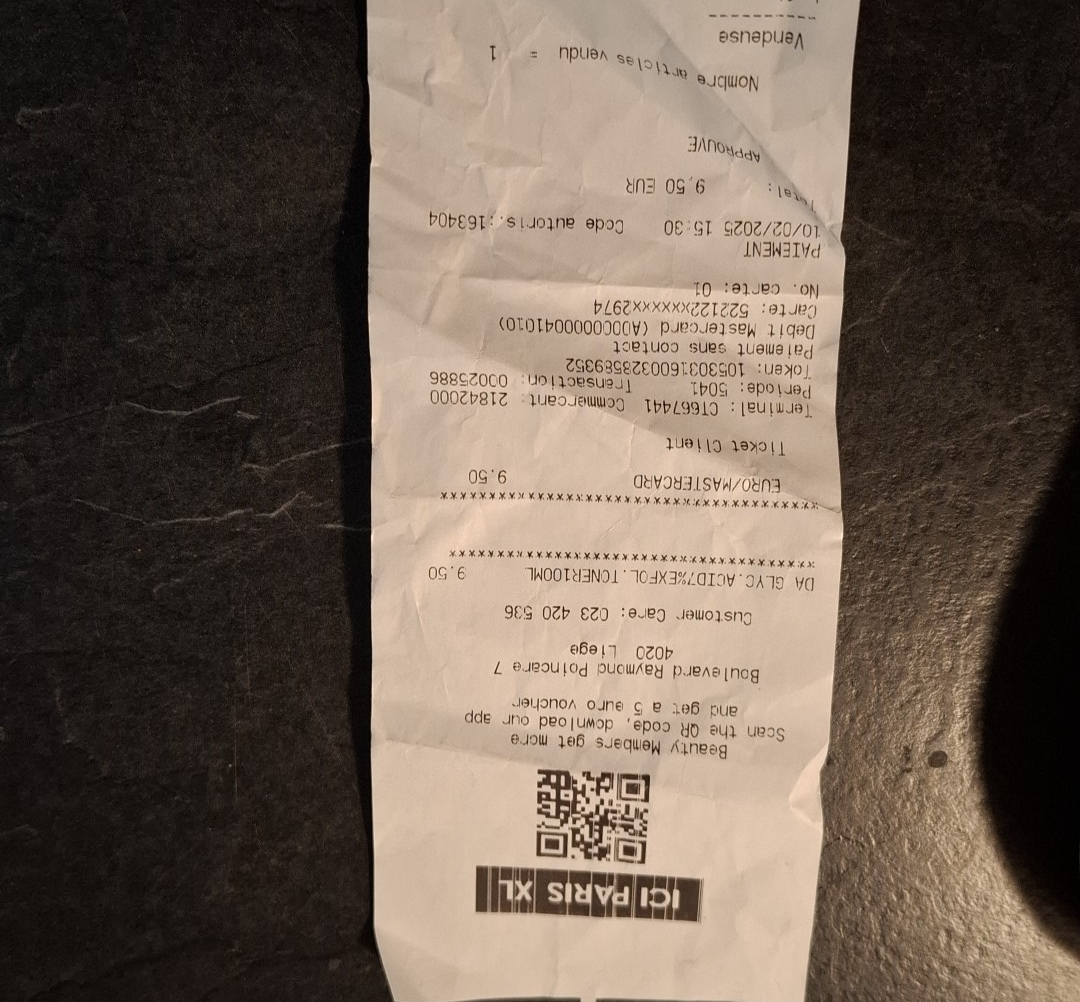 ICI PARIS XL
Beauty Members get more
Scan the QR code, download our app
and get a 5 euro voucher
Boulevard Raymond Poincare 7
4020 Liege
Customer Care: 023 420 536
DA GLYC.ACID7%EXFOL.TONER100ML 9.50
****************************************
****************************************
EURO/MASTERCARD 9.50
Ticket Client
Terminal: CT667441 Commercant: 21842000
Periode: 5041 Transaction: 00025886
Token: 1053031600328589352
Paiement sans contact
Debit Mastercard (A0000000041010)
Carte: 522122xxxxxx2974
No. carte: 01
PAIEMENT
10/02/2025 15:30 Code autoris.:163404
Total: 9,50 EUR
APPROUVE
Nombre articles vendu = 1
Vendeuse
----------